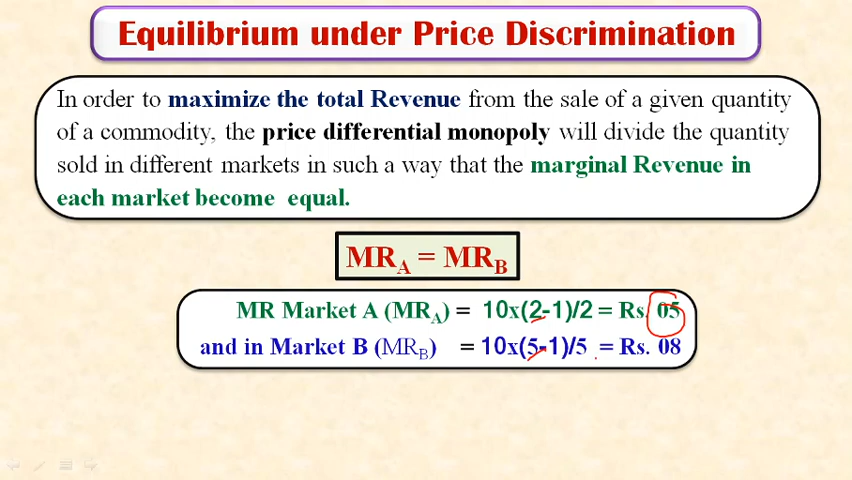 Equilibrium under Price Discrimination
In order to maximize the total Revenue from the sale of a given quantity
of a commodity, the price differential monopoly will divide the quantity
sold in different markets in such a way that the marginal Revenue in
each market become equal.
MRA = MRB
MR Market A (MRA) = 10x(2-1)/2 = Rs. 05
and in Market B (MRB) = 10x(5-1)/5 = Rs. 08